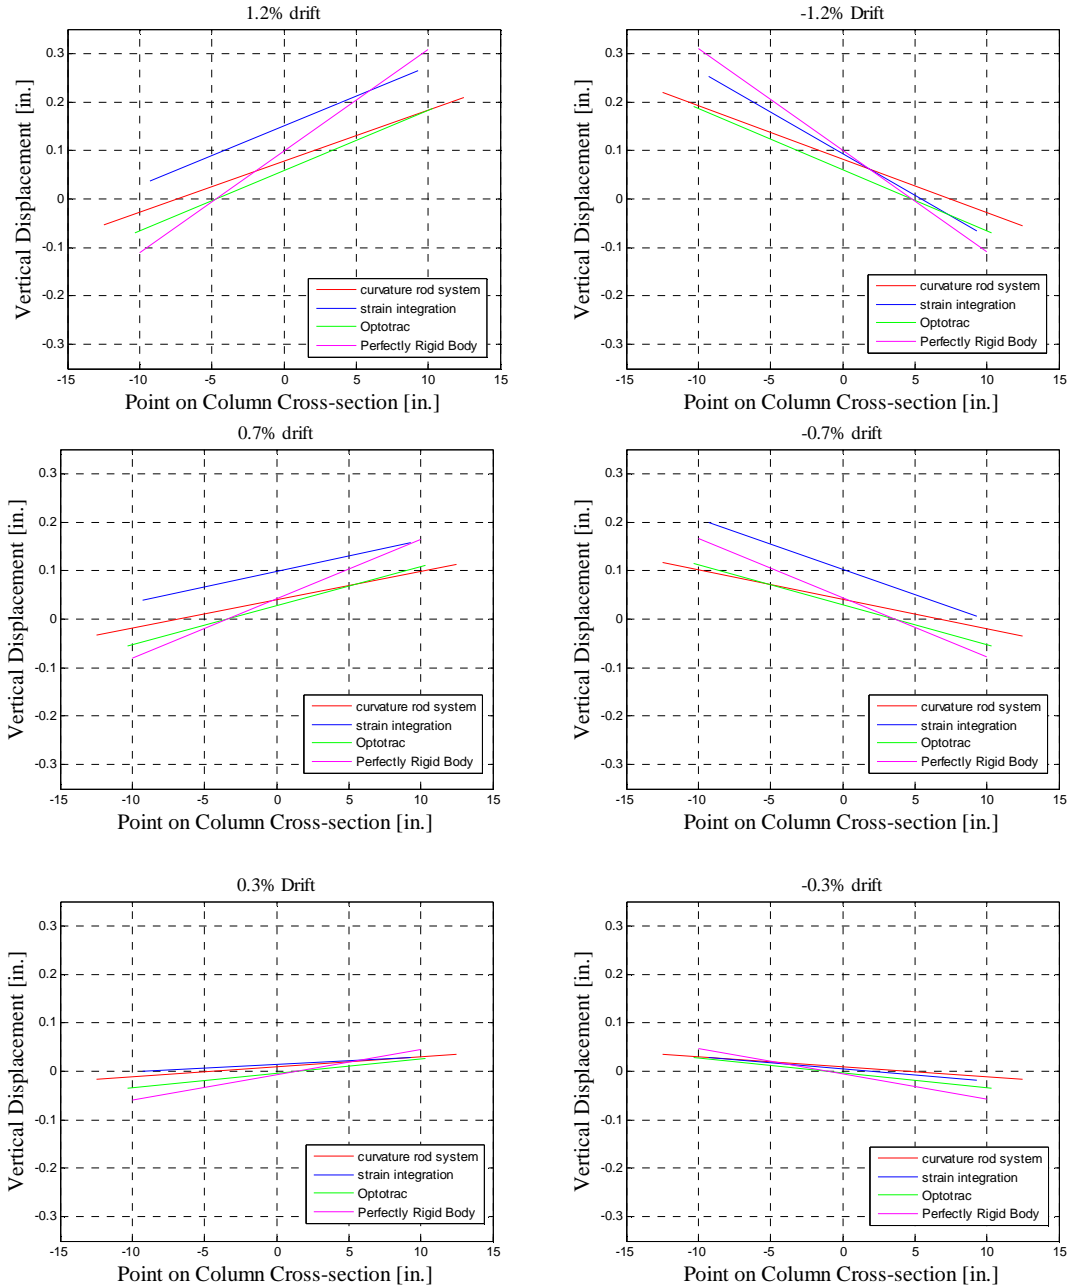 1.2% drift
Vertical Displacement [in.]
0.3
0.2
0.1
0
-0.1
-0.2
-0.3
curvature rod system
strain integration
Optotrac
Perfectly Rigid Body
-15 -10 -5 0 5 10 15
Point on Column Cross-section [in.]
-1.2% Drift
Vertical Displacement [in.]
0.3
0.2
0.1
0
-0.1
-0.2
-0.3
curvature rod system
strain integration
Optotrac
Perfectly Rigid Body
-15 -10 -5 0 5 10 15
Point on Column Cross-section [in.]
0.7% drift
Vertical Displacement [in.]
0.3
0.2
0.1
0
-0.1
-0.2
-0.3
curvature rod system
strain integration
Optotrac
Perfectly Rigid Body
-15 -10 -5 0 5 10 15
Point on Column Cross-section [in.]
-0.7% drift
Vertical Displacement [in.]
0.3
0.2
0.1
0
-0.1
-0.2
-0.3
curvature rod system
strain integration
Optotrac
Perfectly Rigid Body
-15 -10 -5 0 5 10 15
Point on Column Cross-section [in.]
0.3% Drift
Vertical Displacement [in.]
0.3
0.2
0.1
0
-0.1
-0.2
-0.3
curvature rod system
strain integration
Optotrac
Perfectly Rigid Body
-15 -10 -5 0 5 10 15
Point on Column Cross-section [in.]
-0.3% drift
Vertical Displacement [in.]
0.3
0.2
0.1
0
-0.1
-0.2
-0.3
curvature rod system
strain integration
Optotrac
Perfectly Rigid Body
-15 -10 -5 0 5 10 15
Point on Column Cross-section [in.]